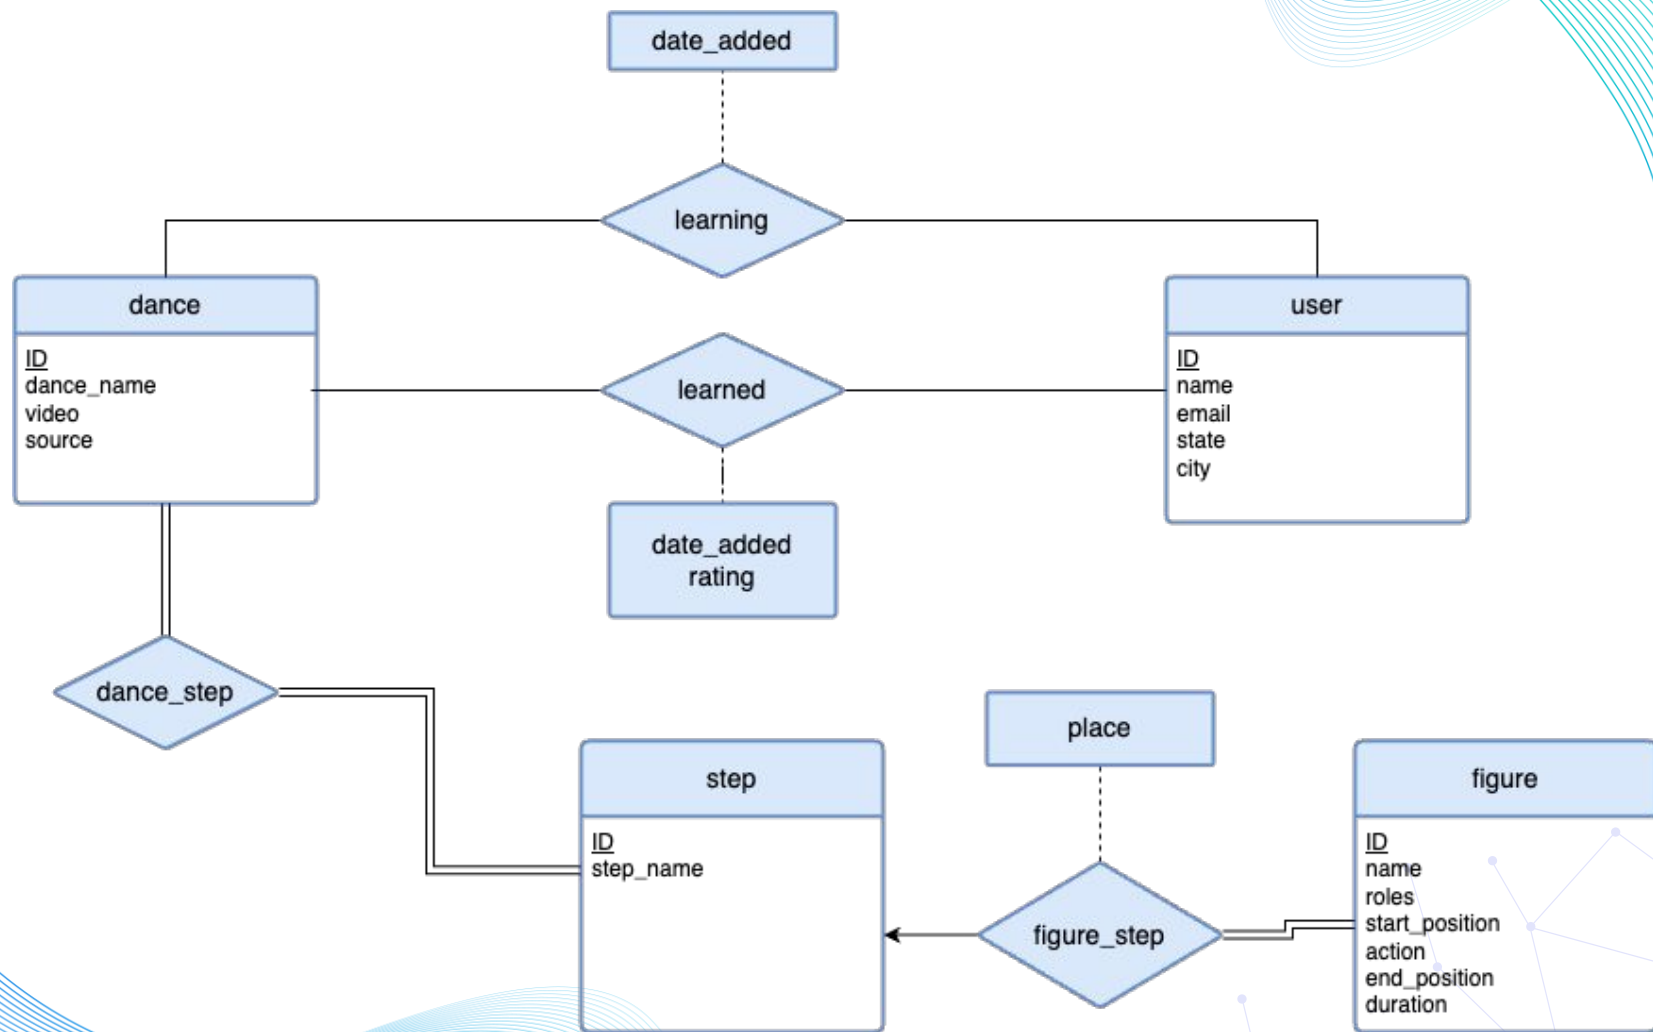 date_added
learning
dance
ID
dance_name
video
source
user
ID
name
email
state
city
learned
date_added
rating
dance_step
step
ID
step_name
place
figure_step
figure
ID
name
roles
start_position
action
end_position
duration